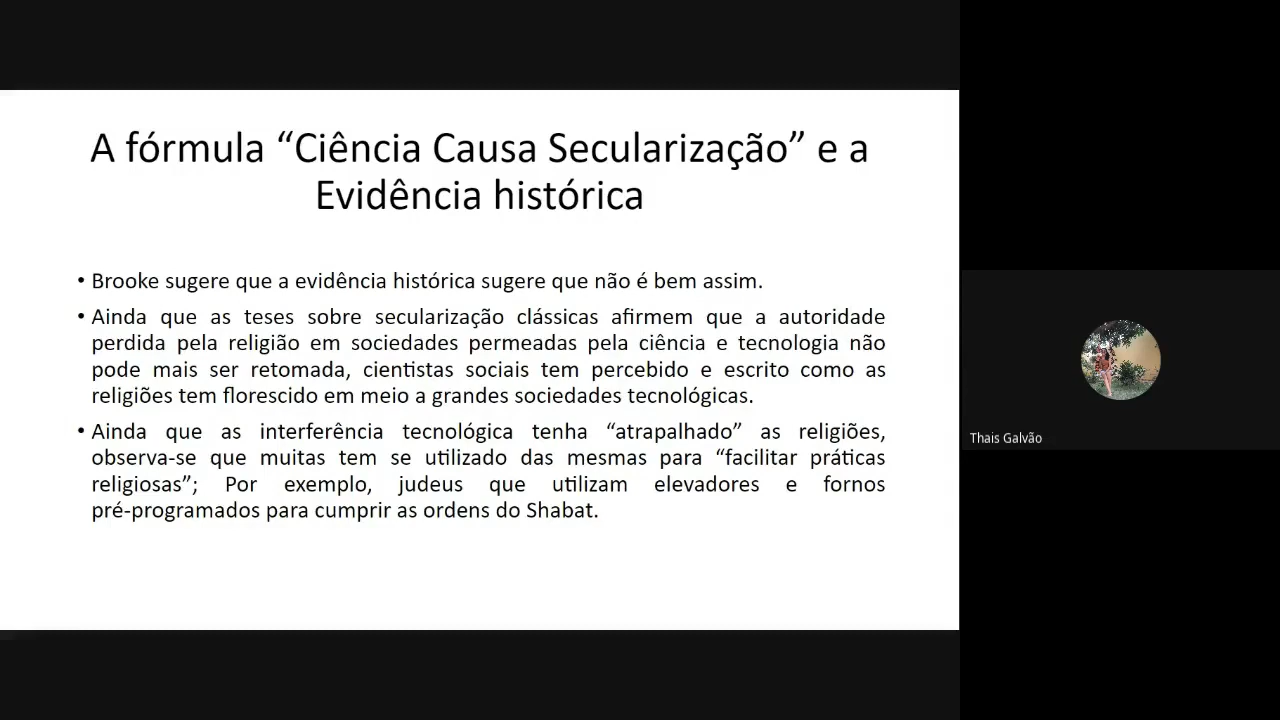 A fórmula “Ciência Causa Secularização” e a
Evidência histórica
• Brooke sugere que a evidência histórica sugere que não é bem assim.
• Ainda que as teses sobre secularização clássicas afirmem que a autoridade
perdida pela religião em sociedades permeadas pela ciência e tecnologia não
pode mais ser retomada, cientistas sociais tem percebido e escrito como as
religiões tem florescido em meio a grandes sociedades tecnológicas.
• Ainda que as interferência tecnológica tenha “atrapalhado” as religiões,
observa-se que muitas tem se utilizado das mesmas para “facilitar práticas
religiosas”; Por exemplo, judeus que utilizam elevadores e fornos
pré-programados para cumprir as ordens do Shabat.
Thais Galvão